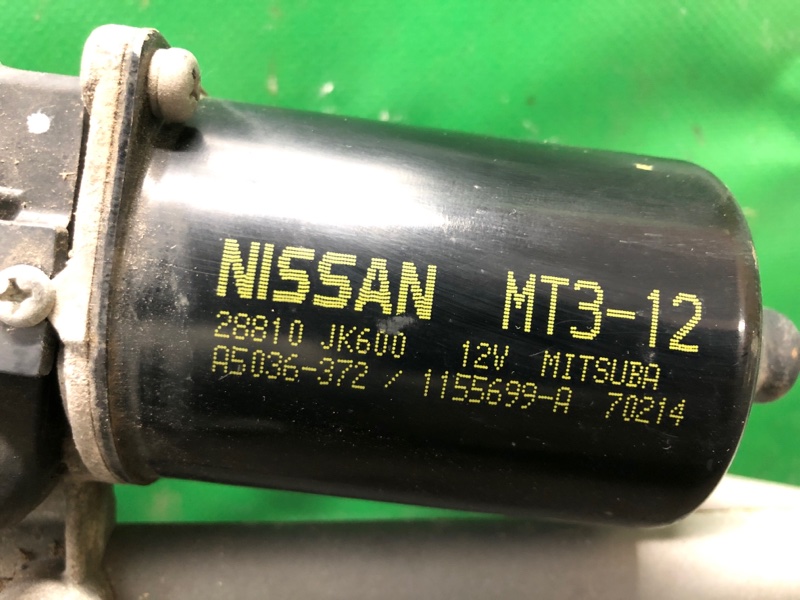 NISSAN MT3-12
28810 JK600 12V MITSUBA
A5036-372 / 1155699-A 70214